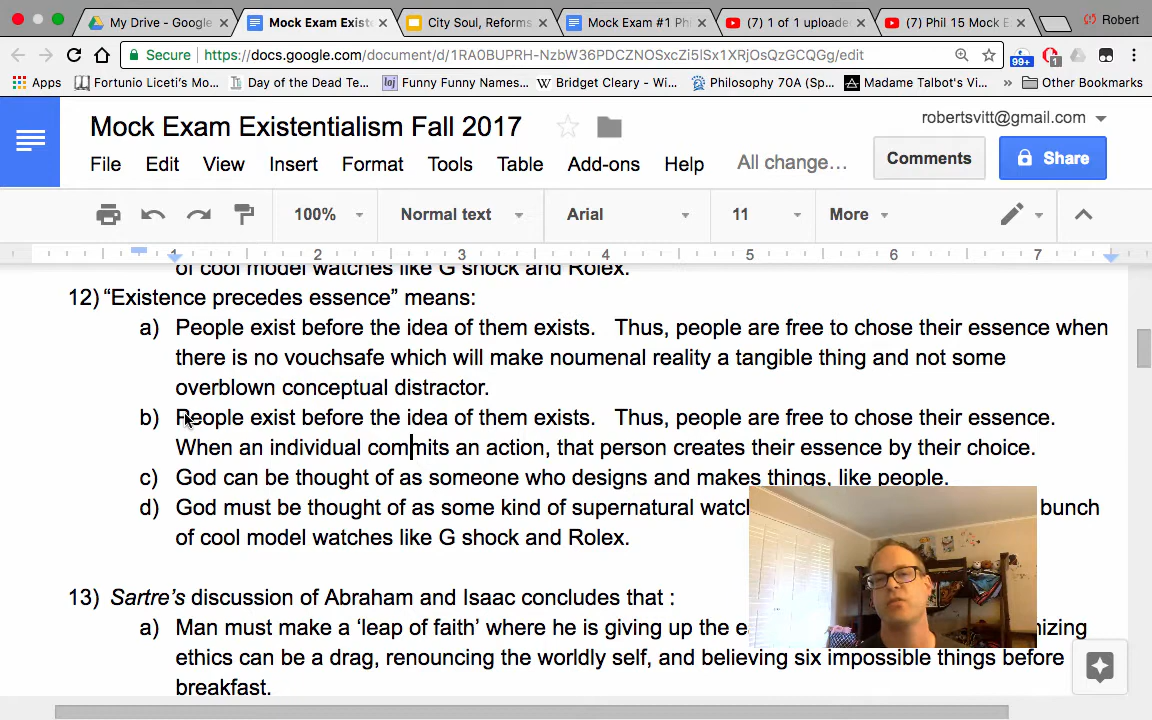 My Drive - Google
Mock Exam Existe
City Soul, Reforms
Mock Exam #1 Phi
(7) 1 of 1 uploade
(7) Phil 15 Mock E
Robert
Secure
https://docs.google.com/document/d/1RA0BUPRH-NzbW36PDCZNOSxcZi5lSx1XRjOsQzGCQGg/edit
99+
1
Apps
Fortunio Liceti's Mo...
Day of the Dead Te...
loj
Funny Funny Names...
W
Bridget Cleary - Wi...
Philosophy 70A (Sp...
Madame Talbot's Vi...
»
Other Bookmarks
Mock Exam Existentialism Fall 2017
robertsvitt@gmail.com
File Edit View Insert Format Tools Table Add-ons Help All change...
Comments
Share
100% Normal text Arial 11 More
1 2 3 4 5 6 7
of cool model watches like G shock and Rolex.
12) “Existence precedes essence” means:
a) People exist before the idea of them exists. Thus, people are free to chose their essence when
there is no vouchsafe which will make noumenal reality a tangible thing and not some
overblown conceptual distractor.
b) People exist before the idea of them exists. Thus, people are free to chose their essence.
When an individual commits an action, that person creates their essence by their choice.
c) God can be thought of as someone who designs and makes things, like people.
d) God must be thought of as some kind of supernatural watc bunch
of cool model watches like G shock and Rolex.
13) Sartre’s discussion of Abraham and Isaac concludes that :
a) Man must make a ‘leap of faith’ where he is giving up the e nizing
ethics can be a drag, renouncing the worldly self, and believing six impossible things before
breakfast.